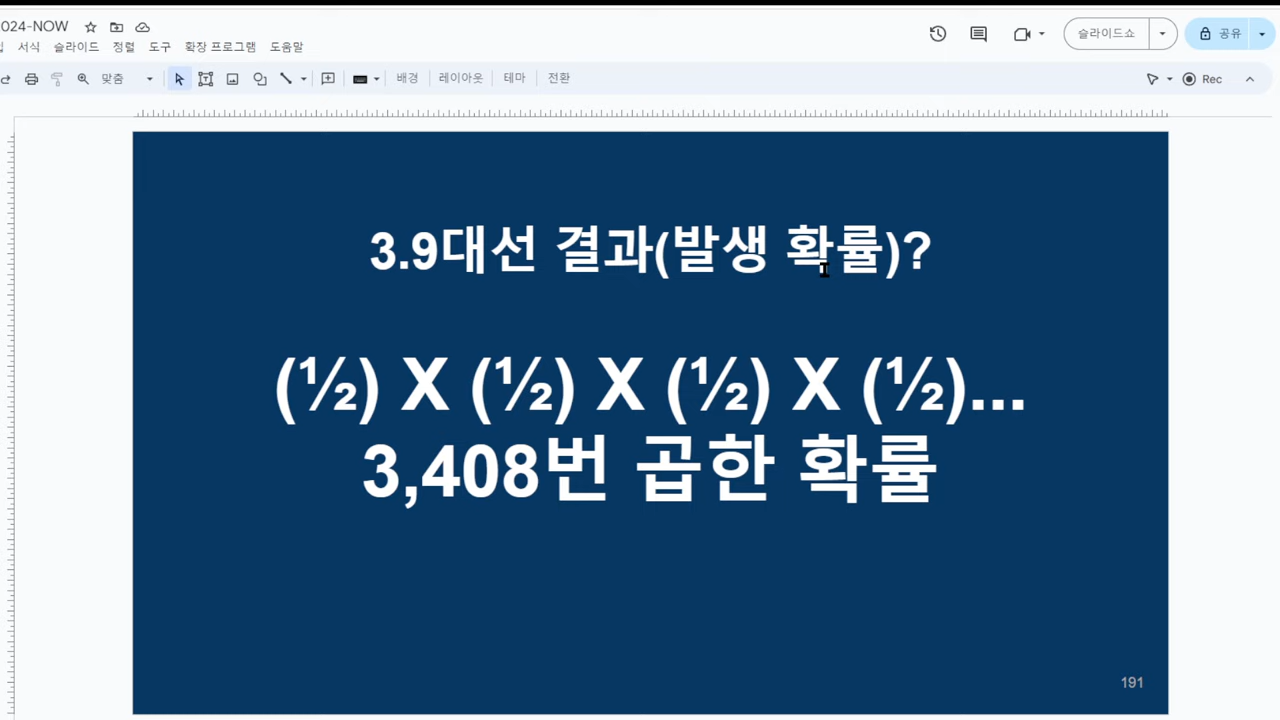 024-NOW
서식 슬라이드 정렬 도구 확장 프로그램 도움말
슬라이드쇼 공유
맞춤 배경 레이아웃 테마 전환 Rec
3.9대선 결과(발생 확률)?
(½) X (½) X (½) X (½)...
3,408번 곱한 확률
191